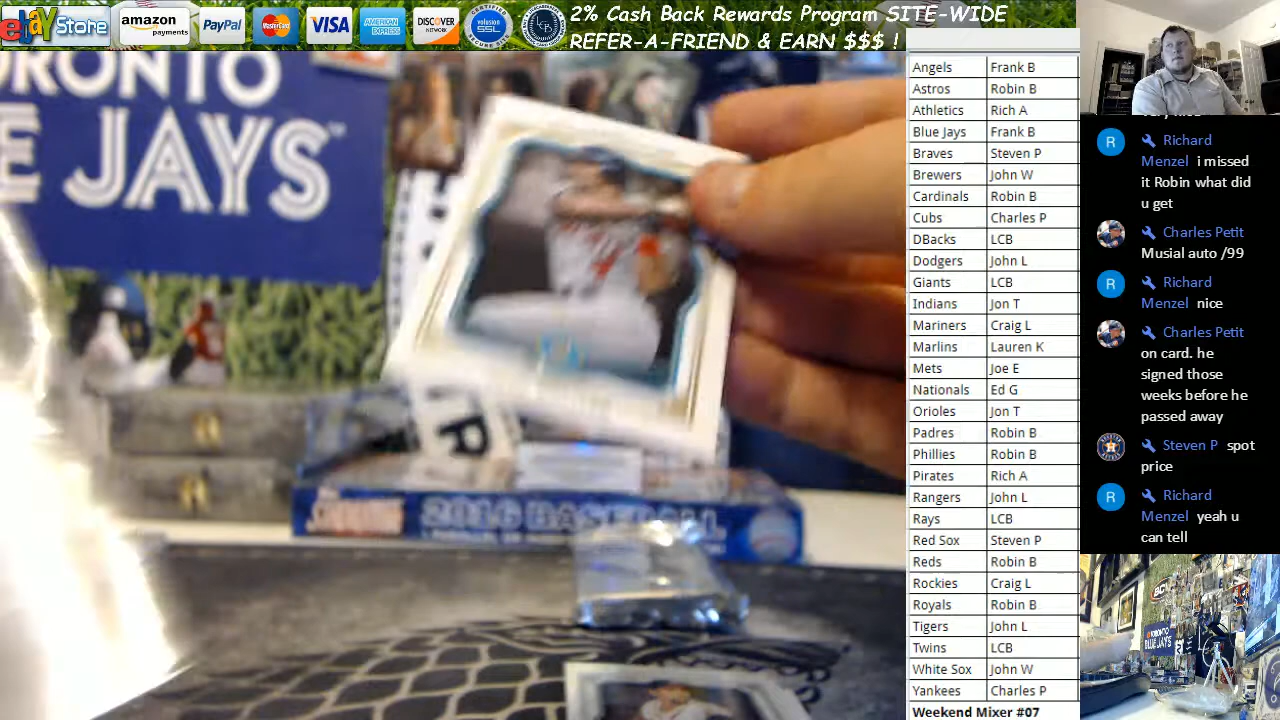 ebay Store
amazon payments
PayPal
MasterCard
VISA
AMERICAN EXPRESS
DISCOVER NETWORK
SSL
2% Cash Back Rewards Program SITE-WIDE
REFER-A-FRIEND & EARN $$$ !
RONTO
E JAYS
P
2016 BASEBALL
Angels Frank B
Astros Robin B
Athletics Rich A
Blue Jays Frank B
Braves Steven P
Brewers John W
Cardinals Robin B
Cubs Charles P
DBacks LCB
Dodgers John L
Giants LCB
Indians Jon T
Mariners Craig L
Marlins Lauren K
Mets Joe E
Nationals Ed G
Orioles Jon T
Padres Robin B
Phillies Robin B
Pirates Rich A
Rangers John L
Rays LCB
Red Sox Steven P
Reds Robin B
Rockies Craig L
Royals Robin B
Tigers John L
Twins LCB
White Sox John W
Yankees Charles P
Weekend Mixer #07
R Richard
Menzel i missed
it Robin what did
u get
Charles Petit
Musial auto /99
R Richard
Menzel nice
Charles Petit
on card. he
signed those
weeks before he
passed away
Steven P spot
price
R Richard
Menzel yeah u
can tell
TORONTO
BLUE JAYS